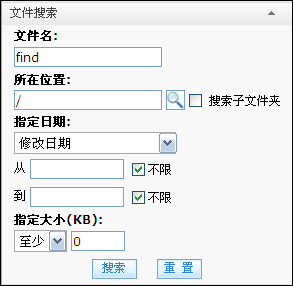 文件搜索
文件名:
find
所在位置:
/ 搜索子文件夹
指定日期:
修改日期
从 不限
到 不限
指定大小(KB):
至少 0
搜索 重 置